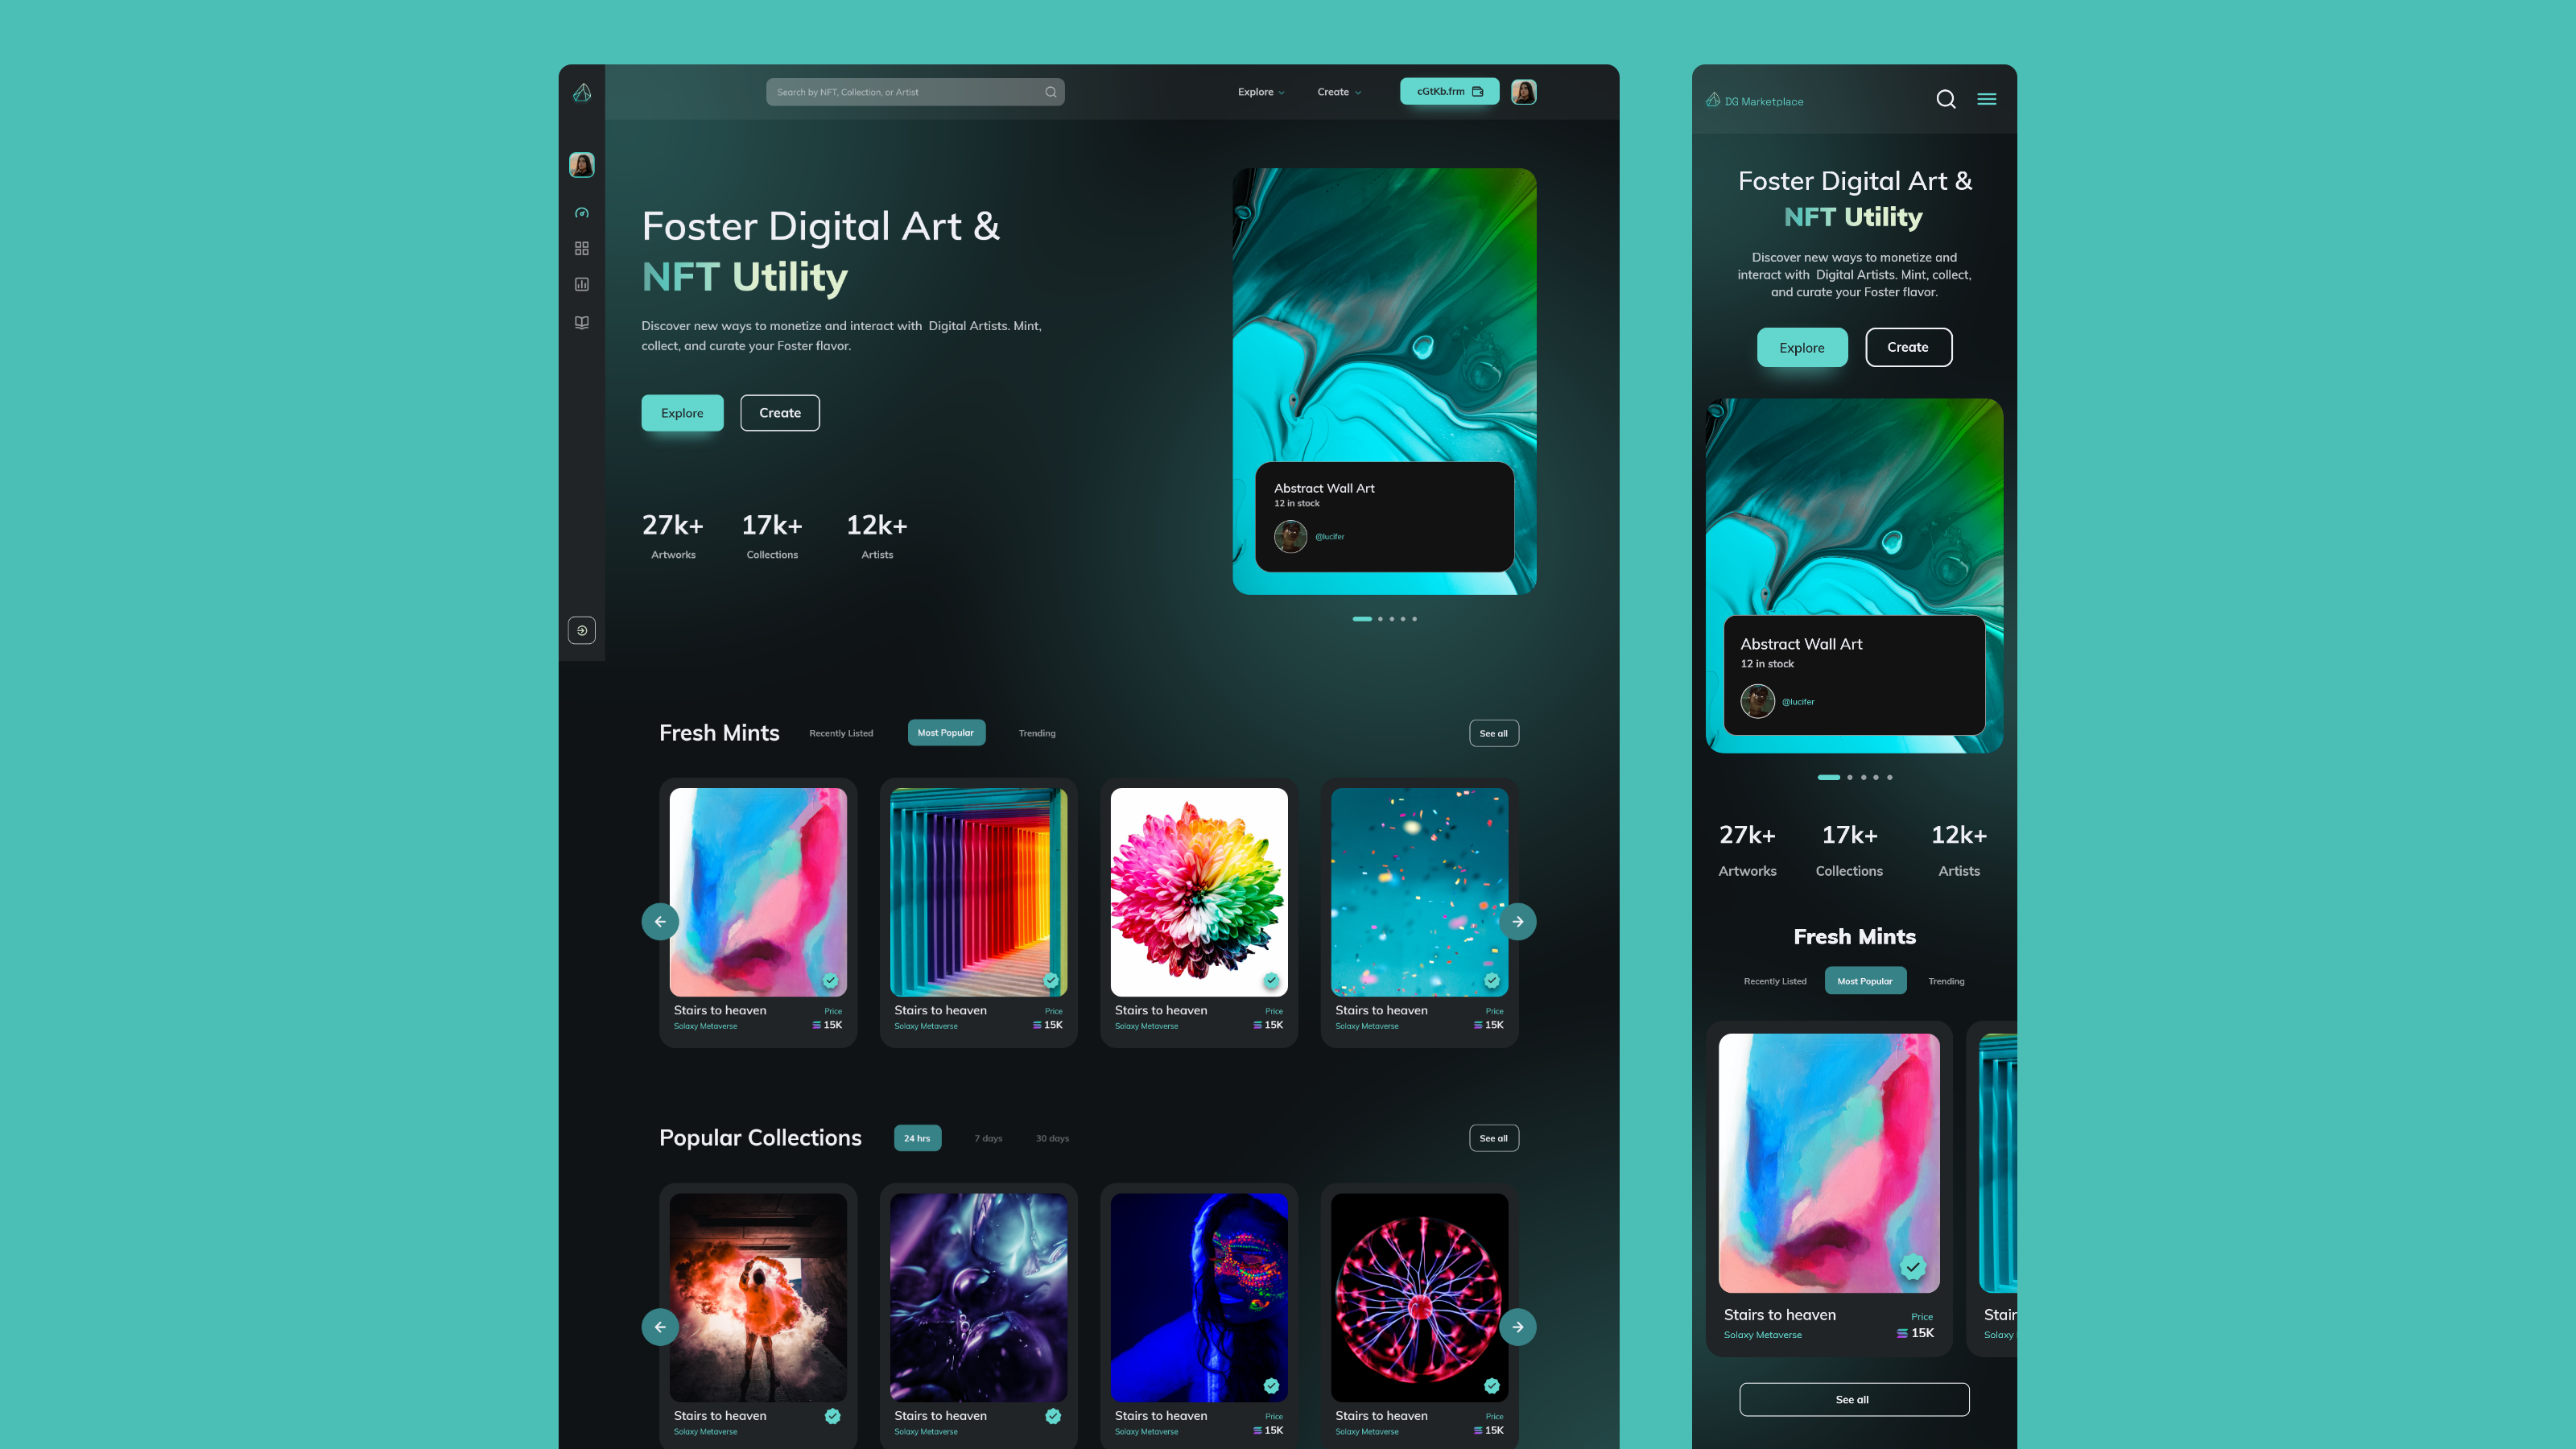 Search by NFT, Collection, or Artist
Explore
Create
cGtKb.frm
Foster Digital Art &
NFT Utility
Discover new ways to monetize and interact with Digital Artists. Mint,
collect, and curate your Foster flavor.
Explore
Create
27k+
17k+
12k+
Artworks
Collections
Artists
Abstract Wall Art
12 in stock
@lucifer
Fresh Mints
Recently Listed
Most Popular
Trending
See all
Stairs to heaven
Solaxy Metaverse
Price
15K
Stairs to heaven
Solaxy Metaverse
Price
15K
Stairs to heaven
Solaxy Metaverse
Price
15K
Stairs to heaven
Solaxy Metaverse
Price
15K
Popular Collections
24 hrs
7 days
30 days
See all
Stairs to heaven
Solaxy Metaverse
Stairs to heaven
Solaxy Metaverse
Stairs to heaven
Solaxy Metaverse
Price
15K
Stairs to heaven
Solaxy Metaverse
Price
15K
DG Marketplace
Foster Digital Art &
NFT Utility
Discover new ways to monetize and
interact with Digital Artists. Mint, collect,
and curate your Foster flavor.
Explore
Create
Abstract Wall Art
12 in stock
@lucifer
27k+
17k+
12k+
Artworks
Collections
Artists
Fresh Mints
Recently Listed
Most Popular
Trending
Stairs to heaven
Solaxy Metaverse
Price
15K
Stair
Solaxy
See all